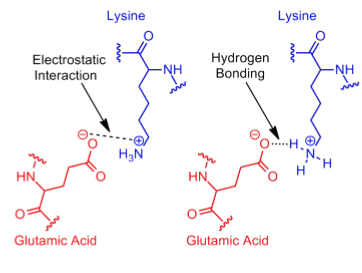 Lysine
Lysine
Electrostatic
Interaction
Hydrogen
Bonding
O
NH
O
NH
⊖
O
⊕
H3N
O
⊖
O
H
⊕
N
H
H
O
HN
O
HN
O
O
Glutamic Acid
Glutamic Acid